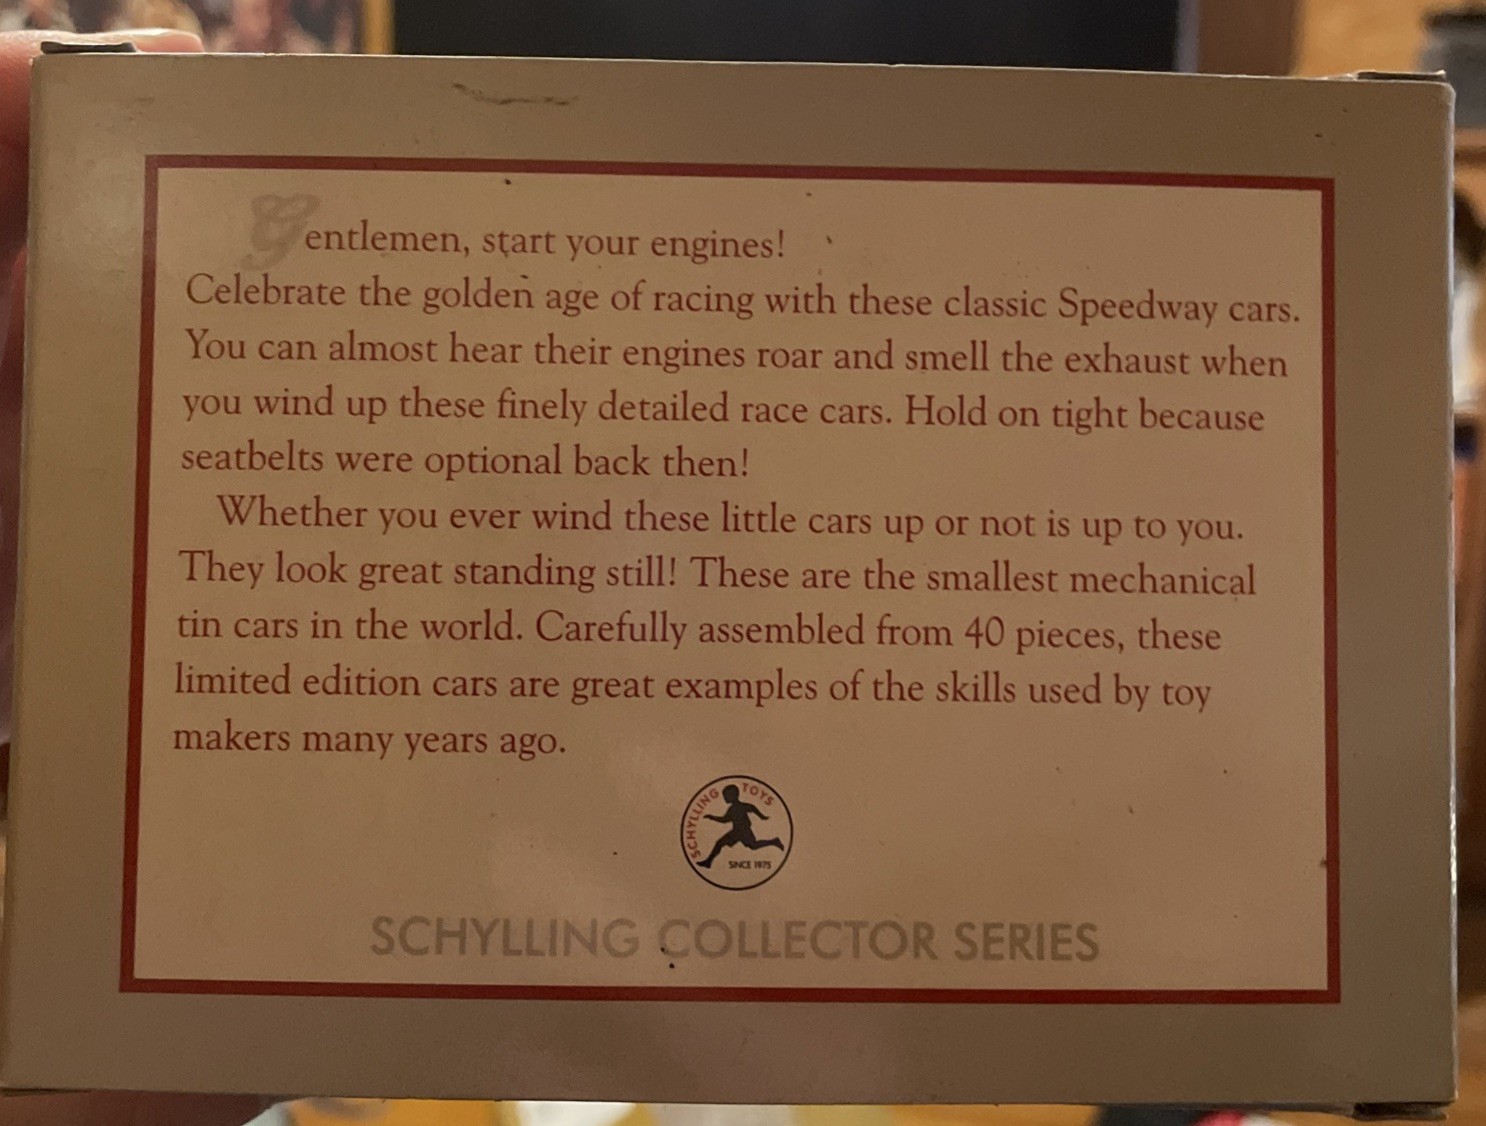 Gentlemen, start your engines!
Celebrate the golden age of racing with these classic Speedway cars.
You can almost hear their engines roar and smell the exhaust when
you wind up these finely detailed race cars. Hold on tight because
seatbelts were optional back then!
Whether you ever wind these little cars up or not is up to you.
They look great standing still! These are the smallest mechanical
tin cars in the world. Carefully assembled from 40 pieces, these
limited edition cars are great examples of the skills used by toy
makers many years ago.
SCHYLLING TOYS
SINCE 1975
SCHYLLING COLLECTOR SERIES